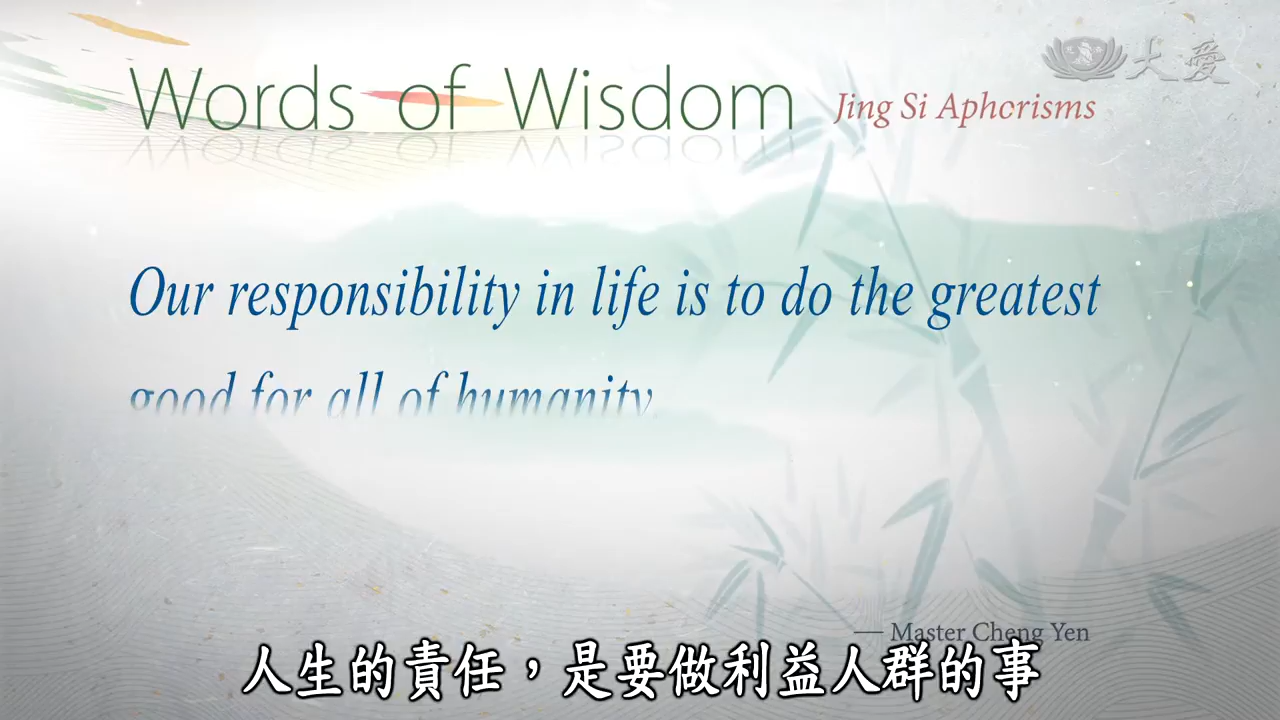 大愛
Words of Wisdom Jing Si Aphorisms
Our responsibility in life is to do the greatest
good for all of humanity.
— Master Cheng Yen
人生的責任，是要做利益人群的事